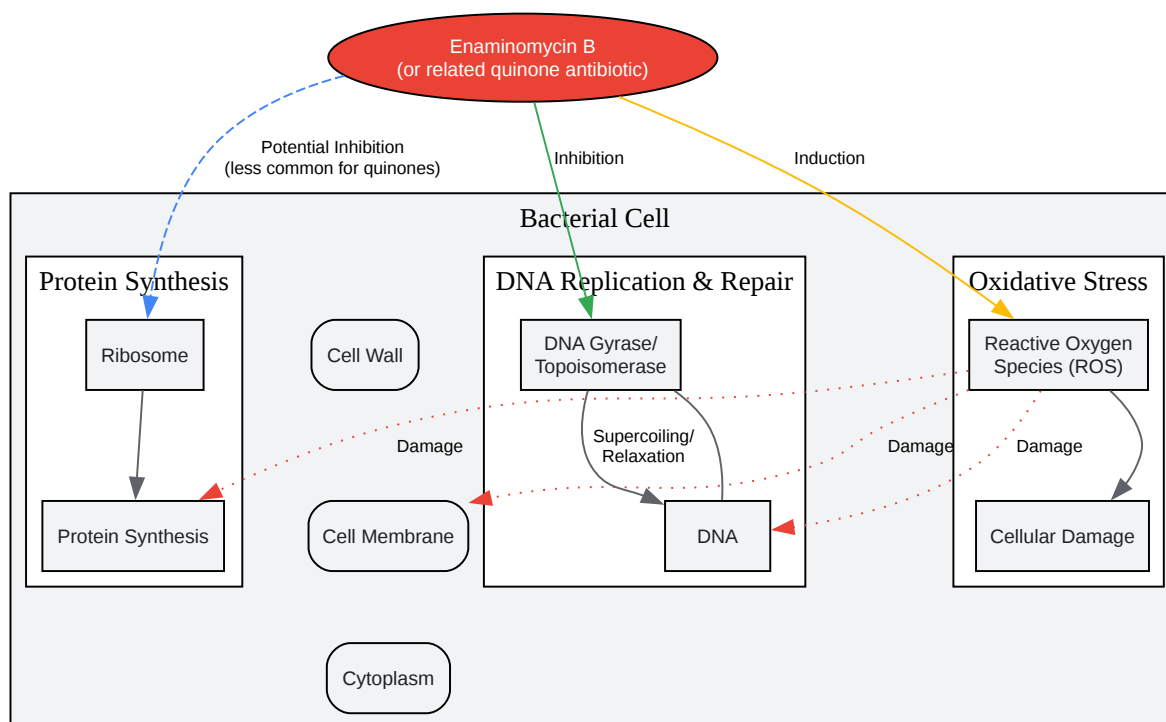 Enaminomycin B
(or related quinone antibiotic)
Potential Inhibition
(less common for quinones)
Inhibition
Induction
Bacterial Cell
Protein Synthesis
DNA Replication & Repair
Oxidative Stress
Ribosome
Cell Wall
DNA Gyrase/
Topoisomerase
Reactive Oxygen
Species (ROS)
Damage
Supercoiling/
Relaxation
Damage
Damage
Protein Synthesis
Cell Membrane
DNA
Cellular Damage
Cytoplasm